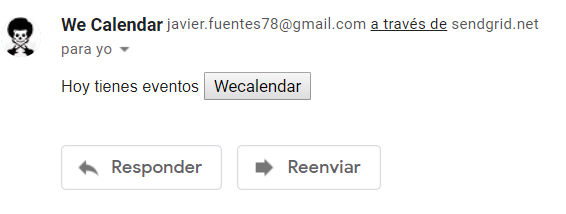 We Calendar javier.fuentes78@gmail.com a través de sendgrid.net
para yo
Hoy tienes eventos Wecalendar
Responder Reenviar